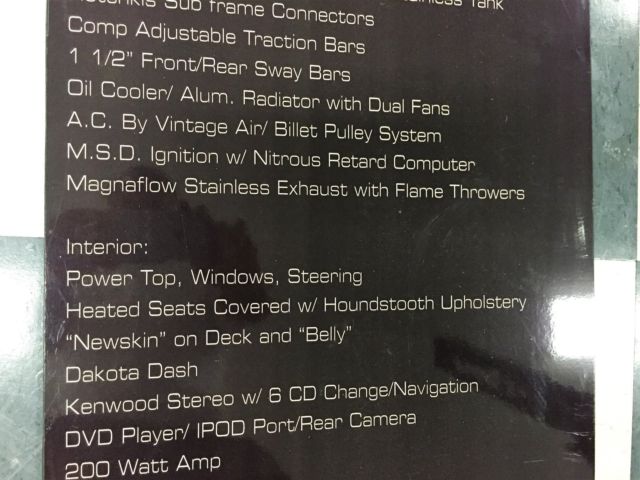 Tank
Sub frame Connectors
Comp Adjustable Traction Bars
1 1/2" Front/Rear Sway Bars
Oil Cooler/ Alum. Radiator with Dual Fans
A.C. By Vintage Air/ Billet Pulley System
M.S.D. Ignition w/ Nitrous Retard Computer
Magnaflow Stainless Exhaust with Flame Throwers
Interior:
Power Top, Windows, Steering
Heated Seats Covered w/ Houndstooth Upholstery
"Newskin" on Deck and "Belly"
Dakota Dash
Kenwood Stereo w/ 6 CD Change/Navigation
DVD Player/ IPOD Port/Rear Camera
200 Watt Amp